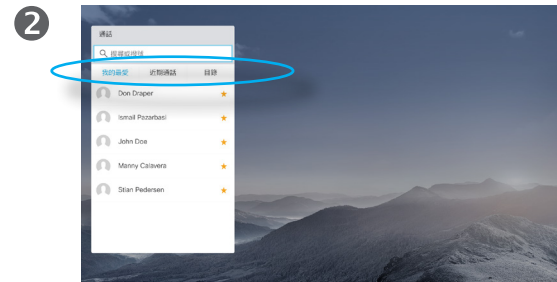 2
通話
搜尋或撥號
我的最愛 近期通話 目錄
Don Draper
Ismail Pazarbasi
John Doe
Manny Calavera
Stian Pedersen